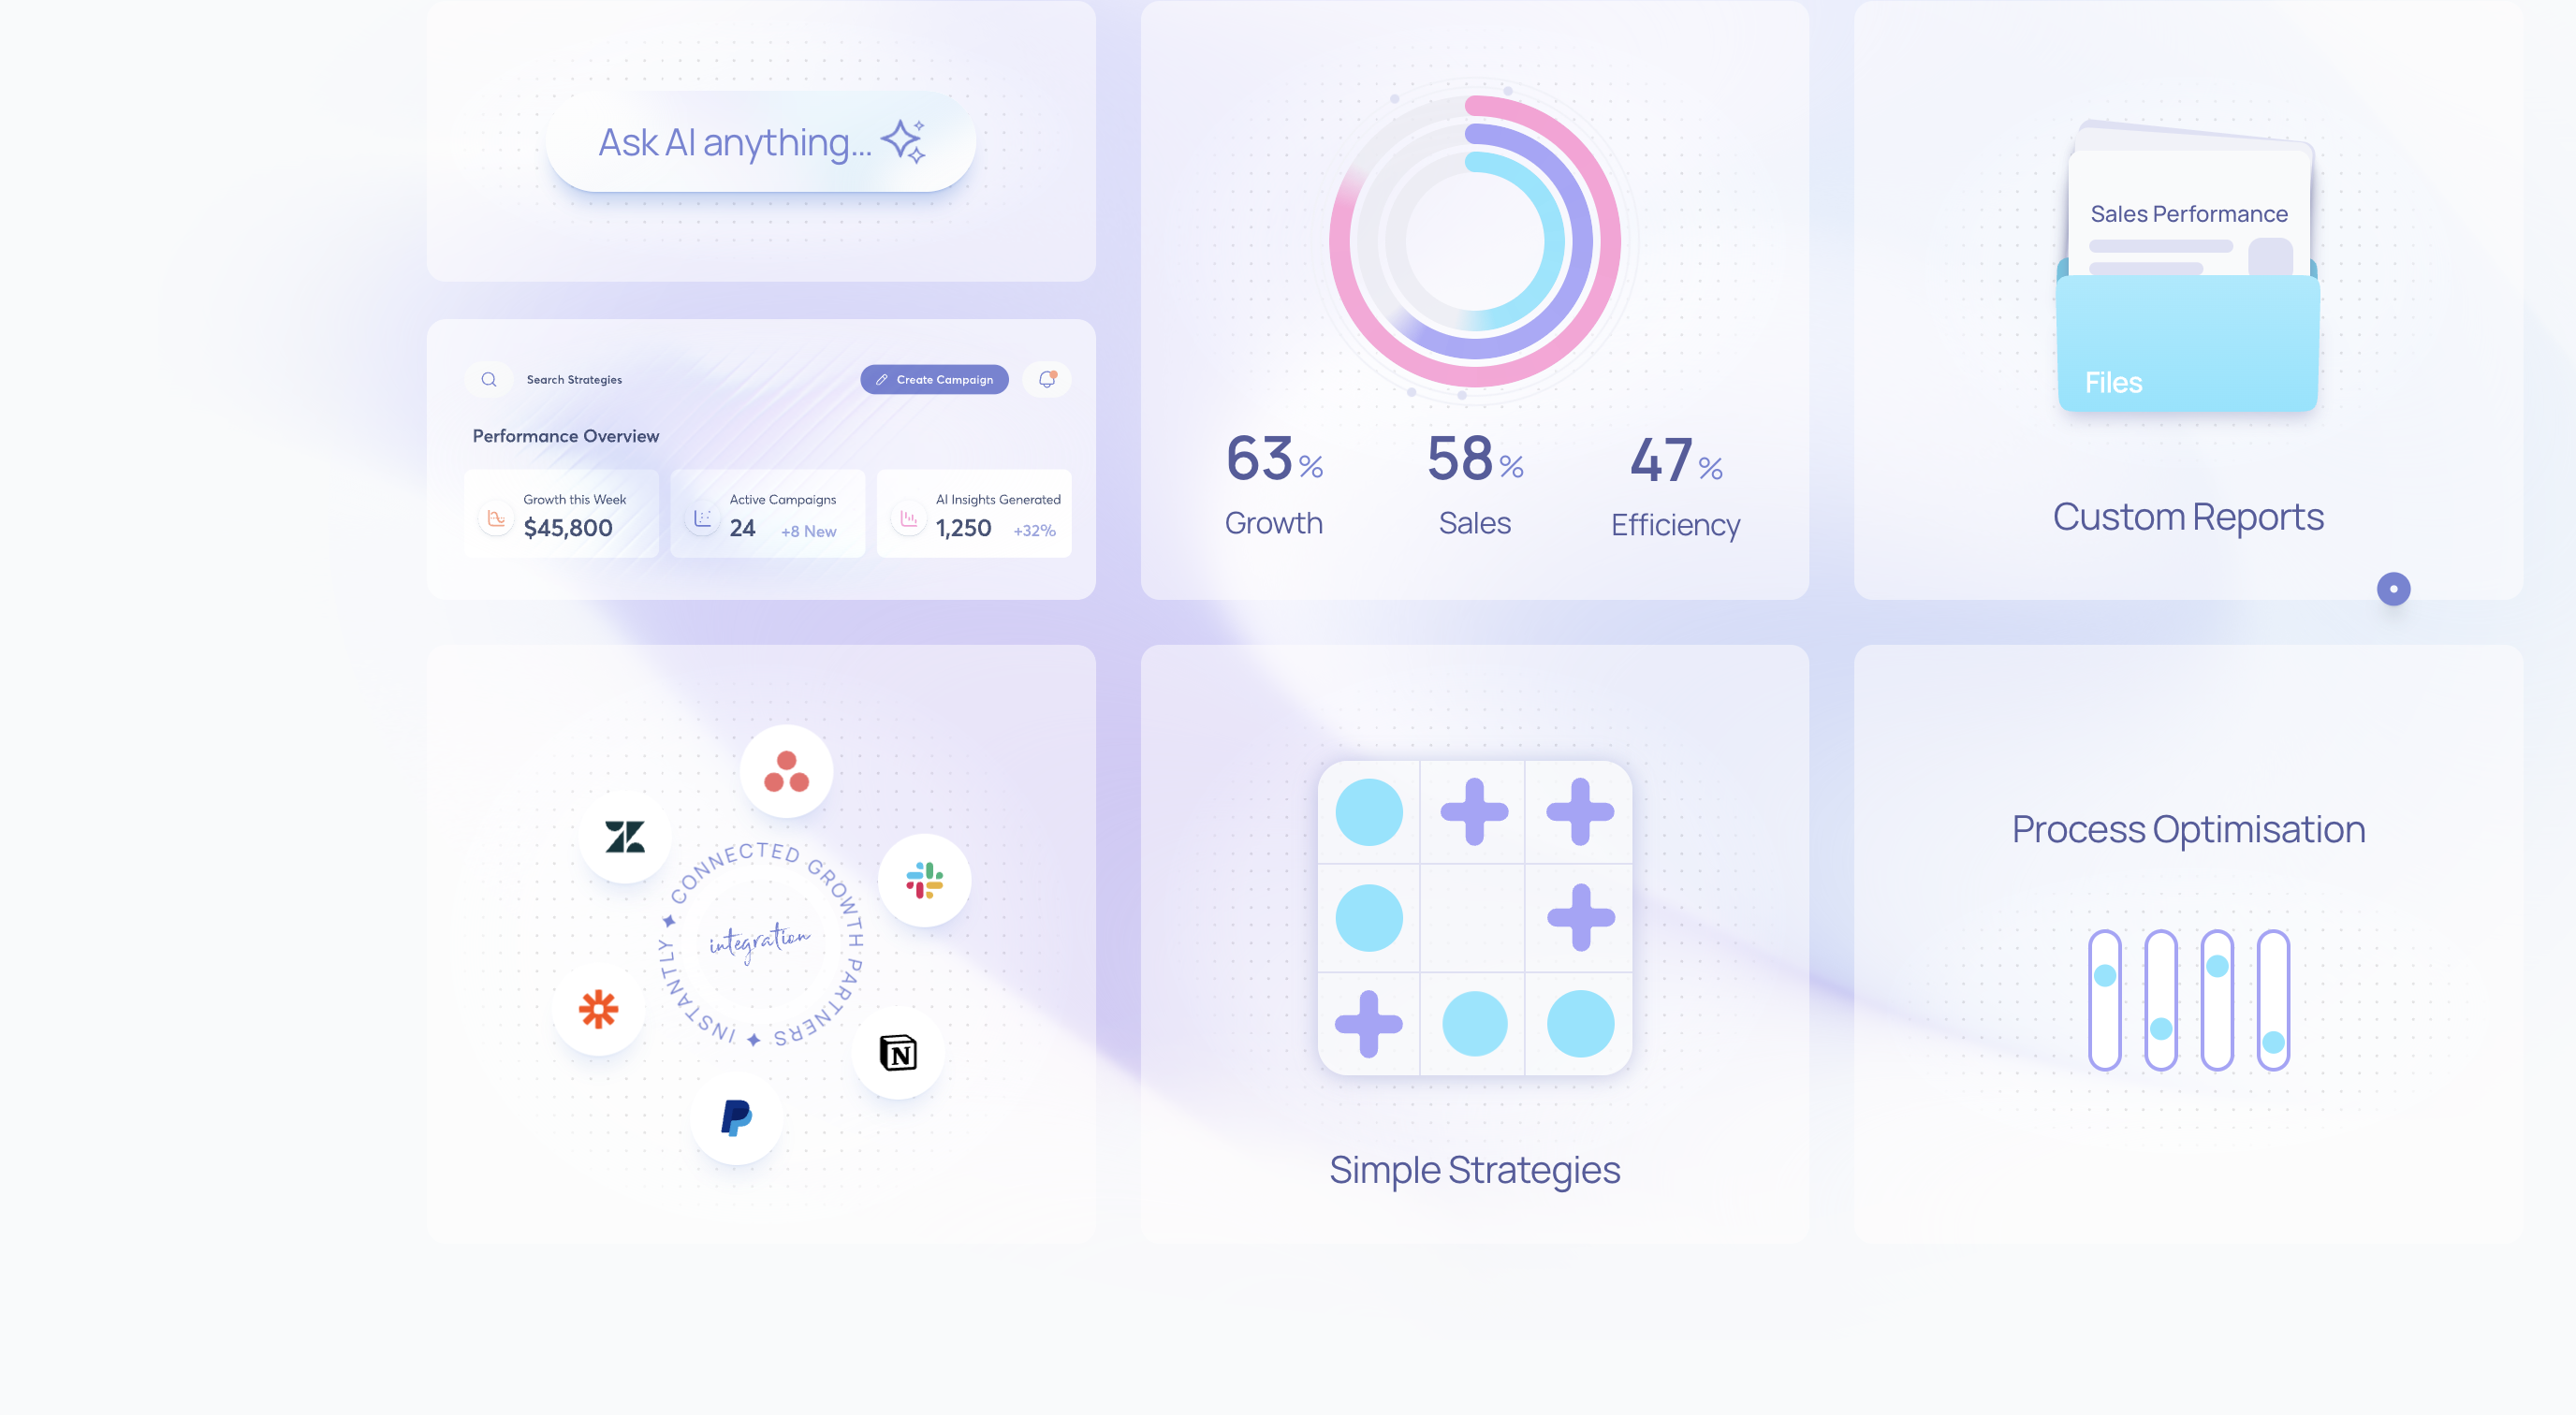 Ask AI anything...
Search Strategies
Create Campaign
Performance Overview
Growth this Week
$45,800
Active Campaigns
24 +8 New
AI Insights Generated
1,250 +32%
63% 58% 47%
Growth Sales Efficiency
Sales Performance
Files
Custom Reports
✦ CONNECTED GROWTH PARTNERS ✦ INSTANTLY
integration
N
Simple Strategies
Process Optimisation